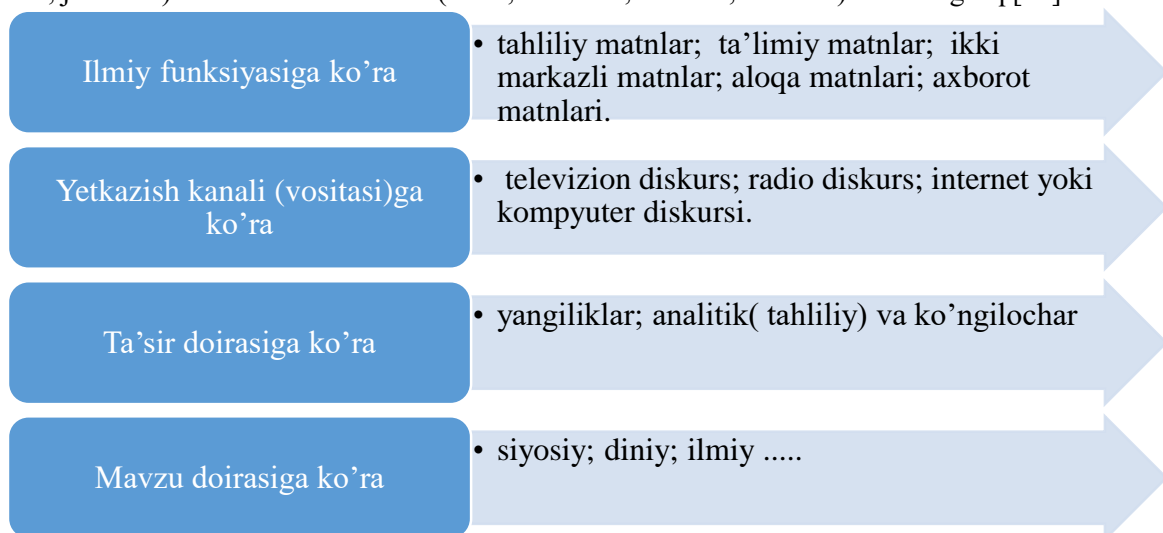 Ilmiy funksiyasiga ko’ra
• tahliliy matnlar; ta’limiy matnlar; ikki
markazli matnlar; aloqa matnlari; axborot
matnlari.
Yetkazish kanali (vositasi)ga
ko’ra
• televizion diskurs; radio diskurs; internet yoki
kompyuter diskursi.
Ta’sir doirasiga ko’ra
• yangiliklar; analitik( tahliliy) va ko’ngilochar
Mavzu doirasiga ko’ra
• siyosiy; diniy; ilmiy .....